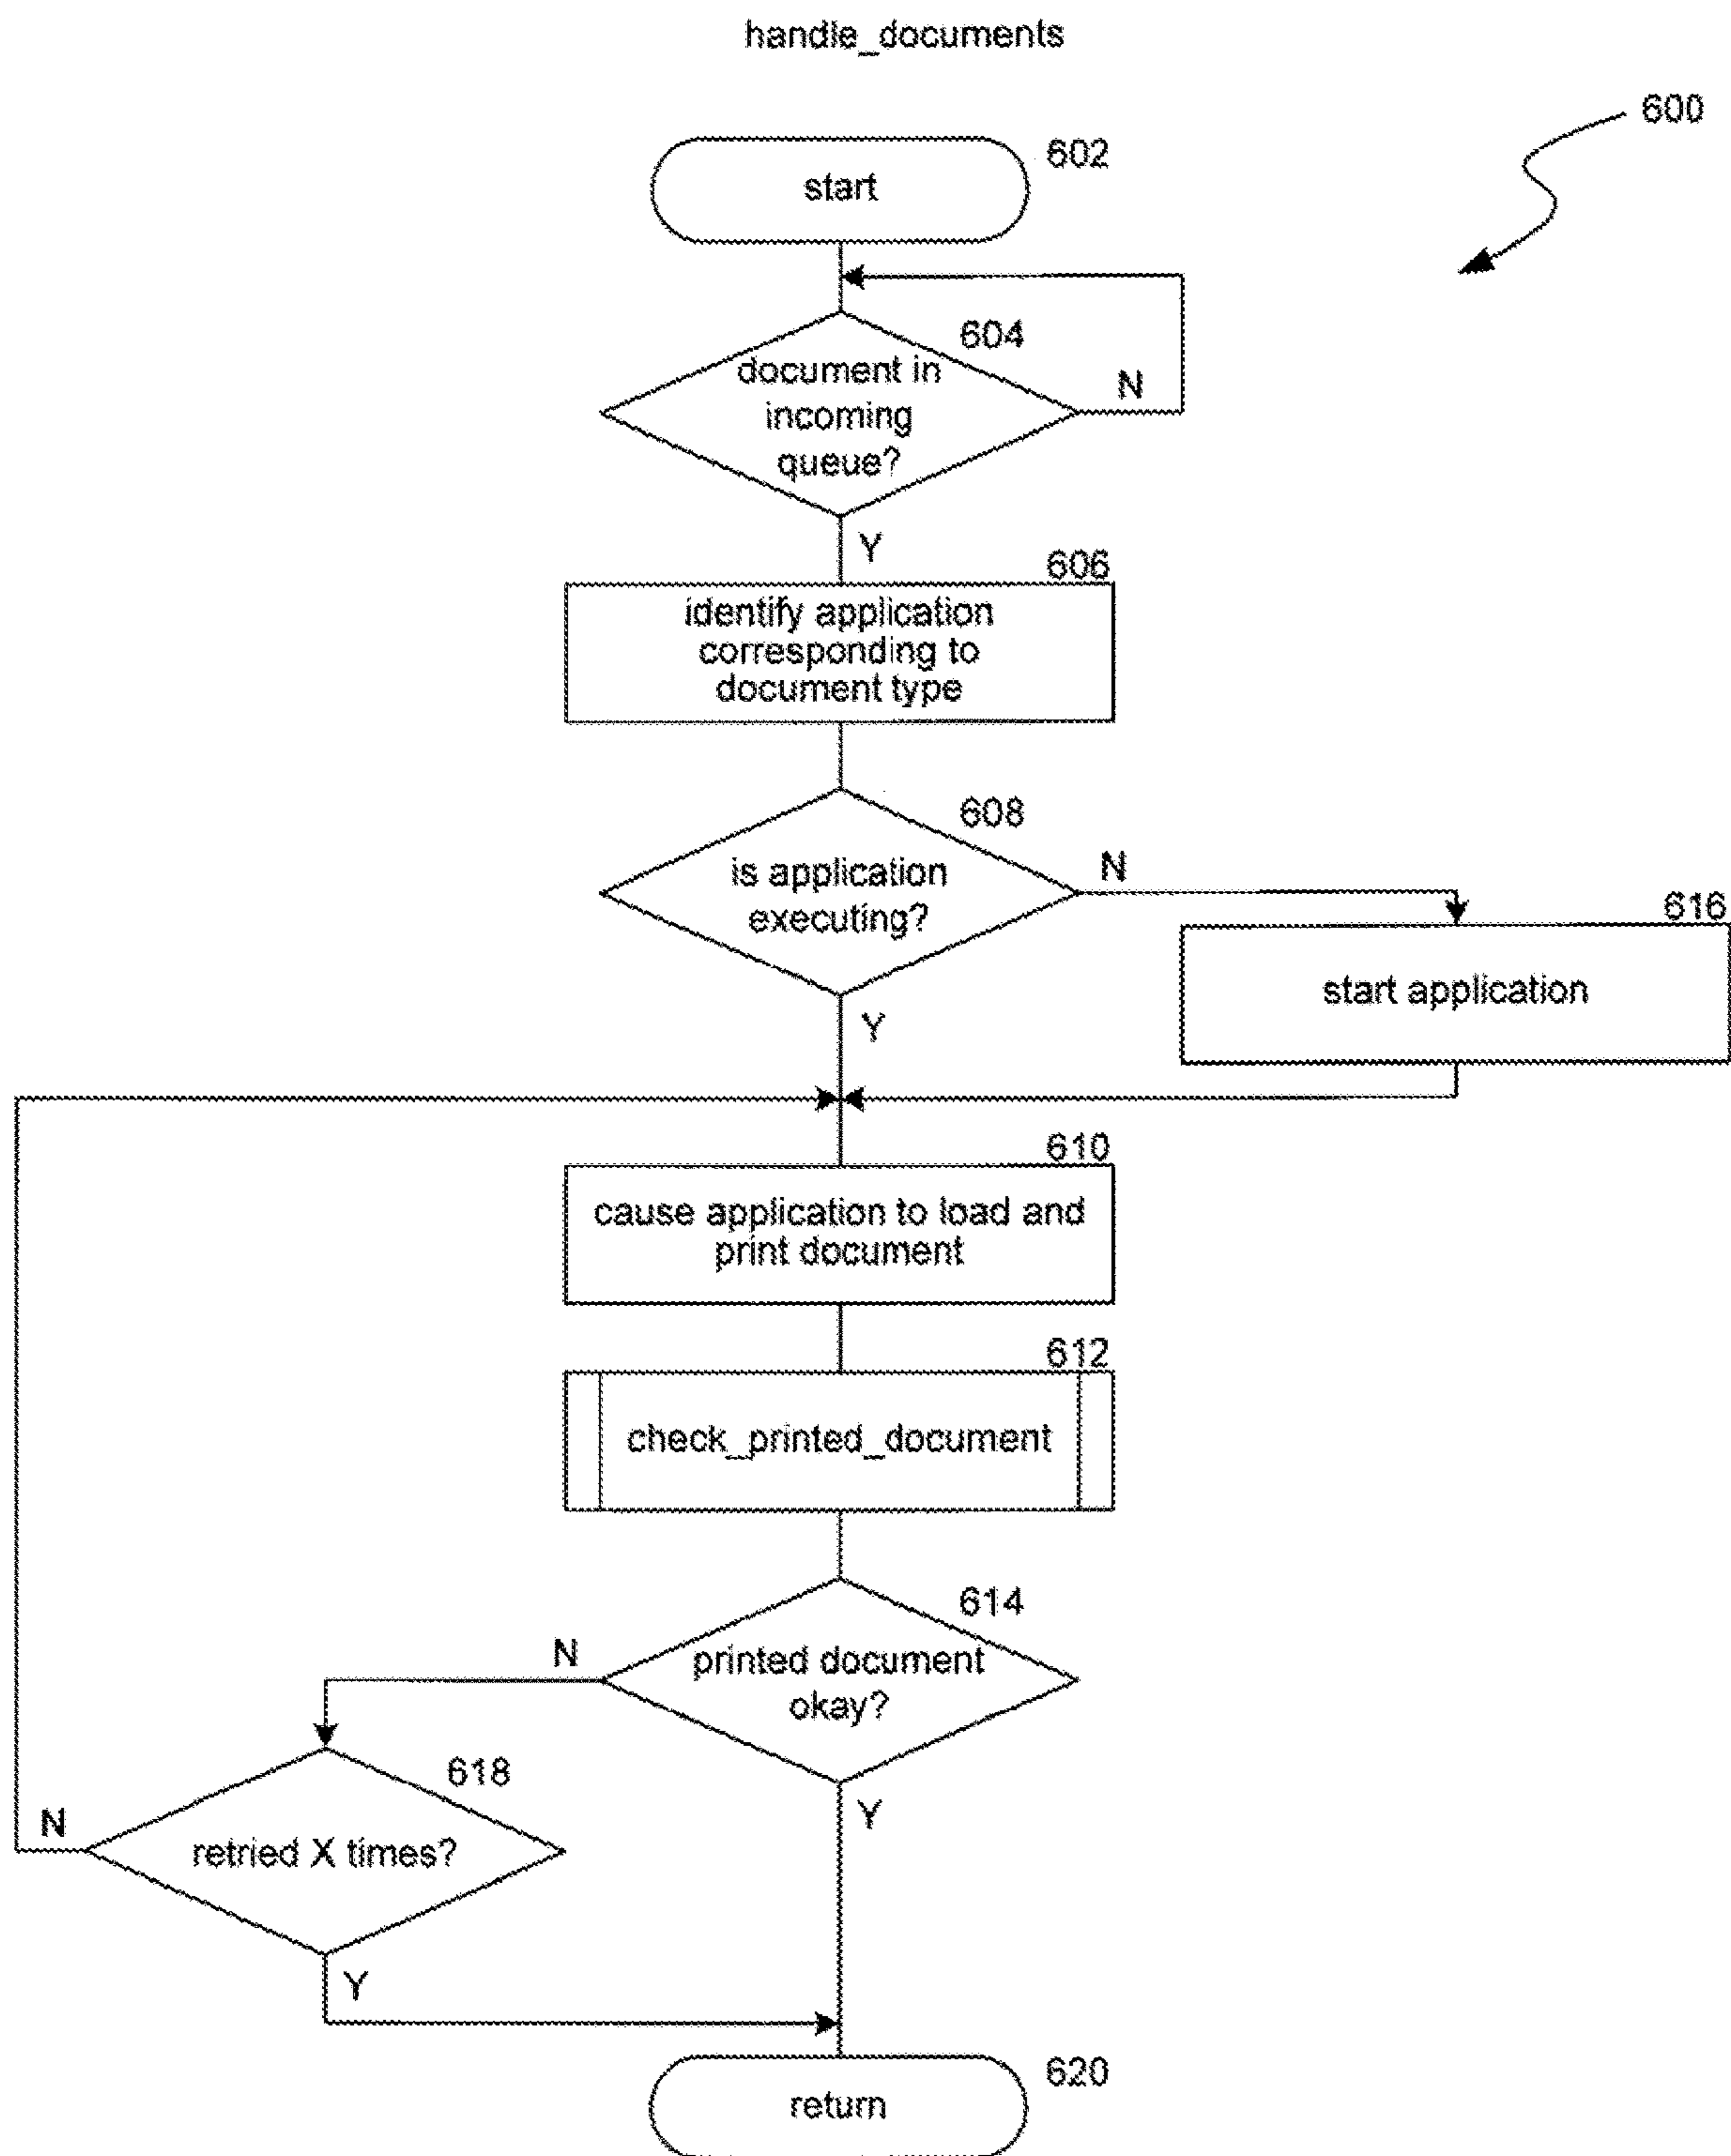 handle_documents
600
602
start
604
document in
incoming
queue?
N
Y
606
identify application
corresponding to
document type
608
is application
executing?
N
616
start application
Y
610
cause application to load and
print document
612
check_printed_document
614
printed document
okay?
N
618
retried X times?
N
Y
Y
620
return